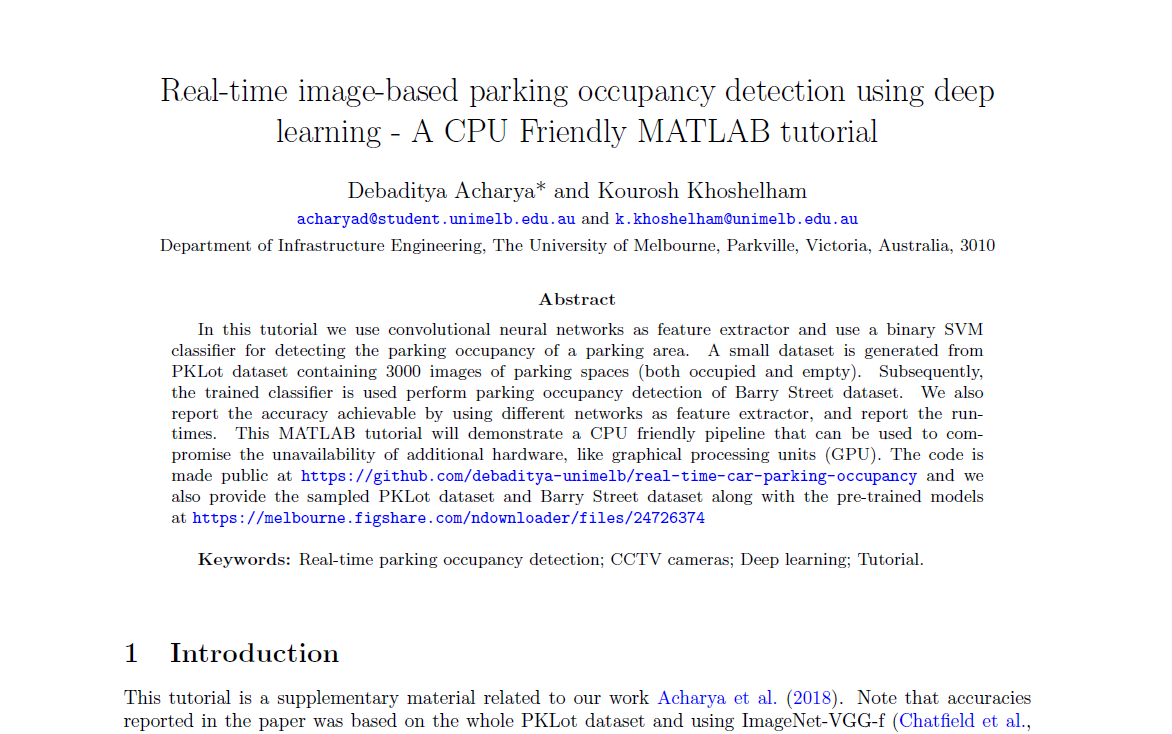 Real-time image-based parking occupancy detection using deep
learning - A CPU Friendly MATLAB tutorial
Debaditya Acharya* and Kourosh Khoshelham
acharyad@student.unimelb.edu.au and k.khoshelham@unimelb.edu.au
Department of Infrastructure Engineering, The University of Melbourne, Parkville, Victoria, Australia, 3010
Abstract
In this tutorial we use convolutional neural networks as feature extractor and use a binary SVM
classifier for detecting the parking occupancy of a parking area. A small dataset is generated from
PKLot dataset containing 3000 images of parking spaces (both occupied and empty). Subsequently,
the trained classifier is used perform parking occupancy detection of Barry Street dataset. We also
report the accuracy achievable by using different networks as feature extractor, and report the run-
times. This MATLAB tutorial will demonstrate a CPU friendly pipeline that can be used to com-
promise the unavailability of additional hardware, like graphical processing units (GPU). The code is
made public at https://github.com/debaditya-unimelb/real-time-car-parking-occupancy and we
also provide the sampled PKLot dataset and Barry Street dataset along with the pre-trained models
at https://melbourne.figshare.com/ndownloader/files/24726374
Keywords: Real-time parking occupancy detection; CCTV cameras; Deep learning; Tutorial.
1 Introduction
This tutorial is a supplementary material related to our work Acharya et al. (2018). Note that accuracies
reported in the paper was based on the whole PKLot dataset and using ImageNet-VGG-f (Chatfield et al.,